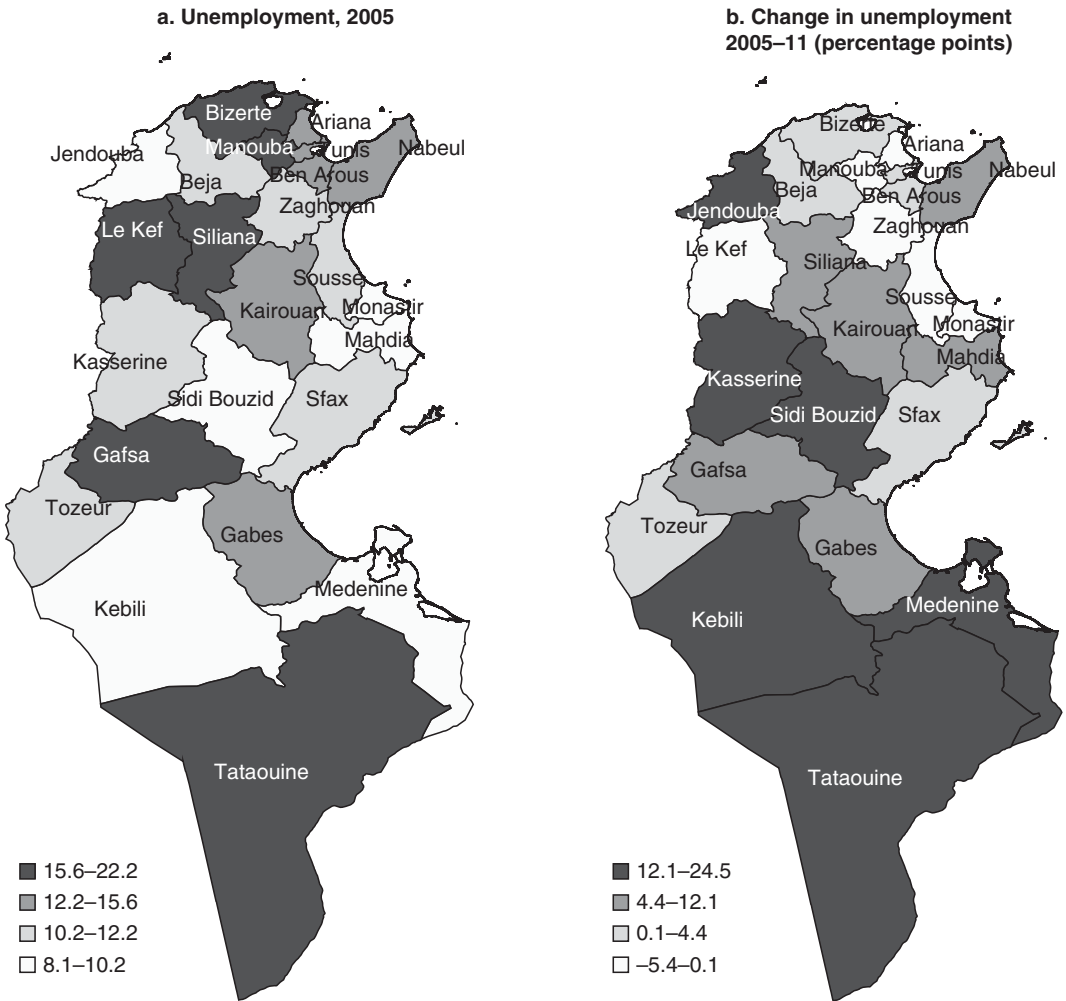 a. Unemployment, 2005
Bizerte
Ariana
Jendouba
Manouba
Tunis
Nabeul
Beja
Ben Arous
Zaghouan
Le Kef
Siliana
Sousse
Kairouan
Monastir
Mahdia
Kasserine
Sidi Bouzid
Sfax
Gafsa
Tozeur
Gabes
Medenine
Kebili
Tataouine
15.6–22.2
12.2–15.6
10.2–12.2
8.1–10.2
b. Change in unemployment
2005–11 (percentage points)
Bizerte
Ariana
Manouba
Tunis
Nabeul
Beja
Ben Arous
Jendouba
Zaghouan
Le Kef
Siliana
Sousse
Kairouan
Monastir
Mahdia
Kasserine
Sidi Bouzid
Sfax
Gafsa
Tozeur
Gabes
Medenine
Kebili
Tataouine
12.1–24.5
4.4–12.1
0.1–4.4
–5.4–0.1